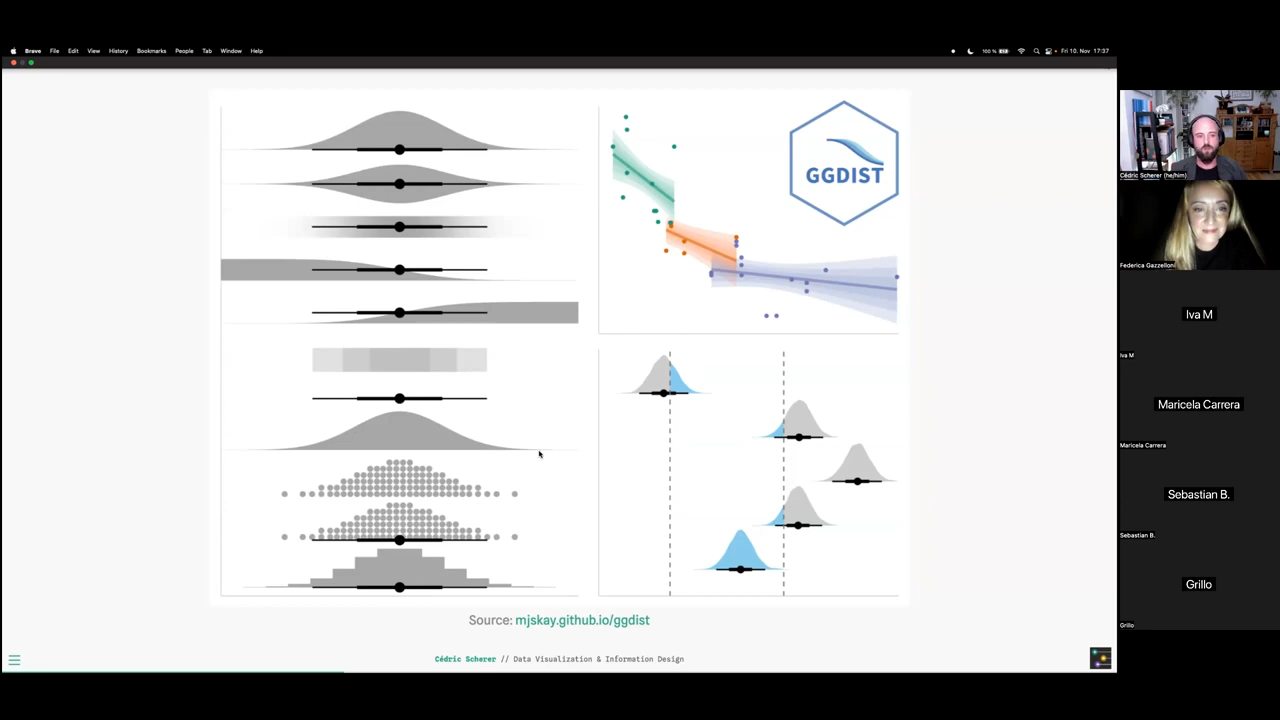 Brave File Edit View History Bookmarks People Tab Window Help
100 % Fri 10. Nov 17:37
GGDIST
Source: mjskay.github.io/ggdist
Cédric Scherer // Data Visualization & Information Design
Cédric Scherer (he/him)
Federica Gazzelloni
Iva M
Iva M
Maricela Carrera
Maricela Carrera
Sebastian B.
Sebastian B.
Grillo
Grillo